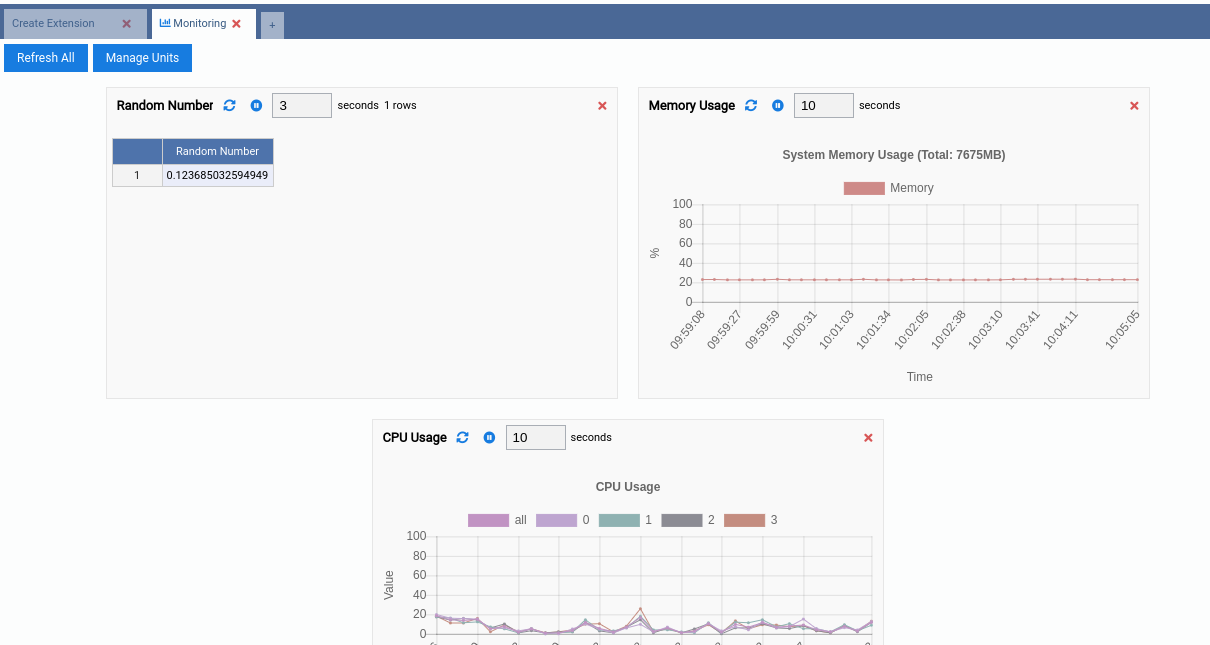 Create Extension
Monitoring
+
Refresh All
Manage Units
Random Number 3 seconds 1 rows
Random Number
1 0.123685032594949
Memory Usage 10 seconds
System Memory Usage (Total: 7675MB)
Memory
100
80
60
40
20
0
%
09:59:08
09:59:27
09:59:59
10:00:31
10:01:03
10:01:34
10:02:05
10:02:38
10:03:10
10:03:41
10:04:11
10:05:05
Time
CPU Usage 10 seconds
CPU Usage
all 0 1 2 3
100
80
60
40
20
0
Value